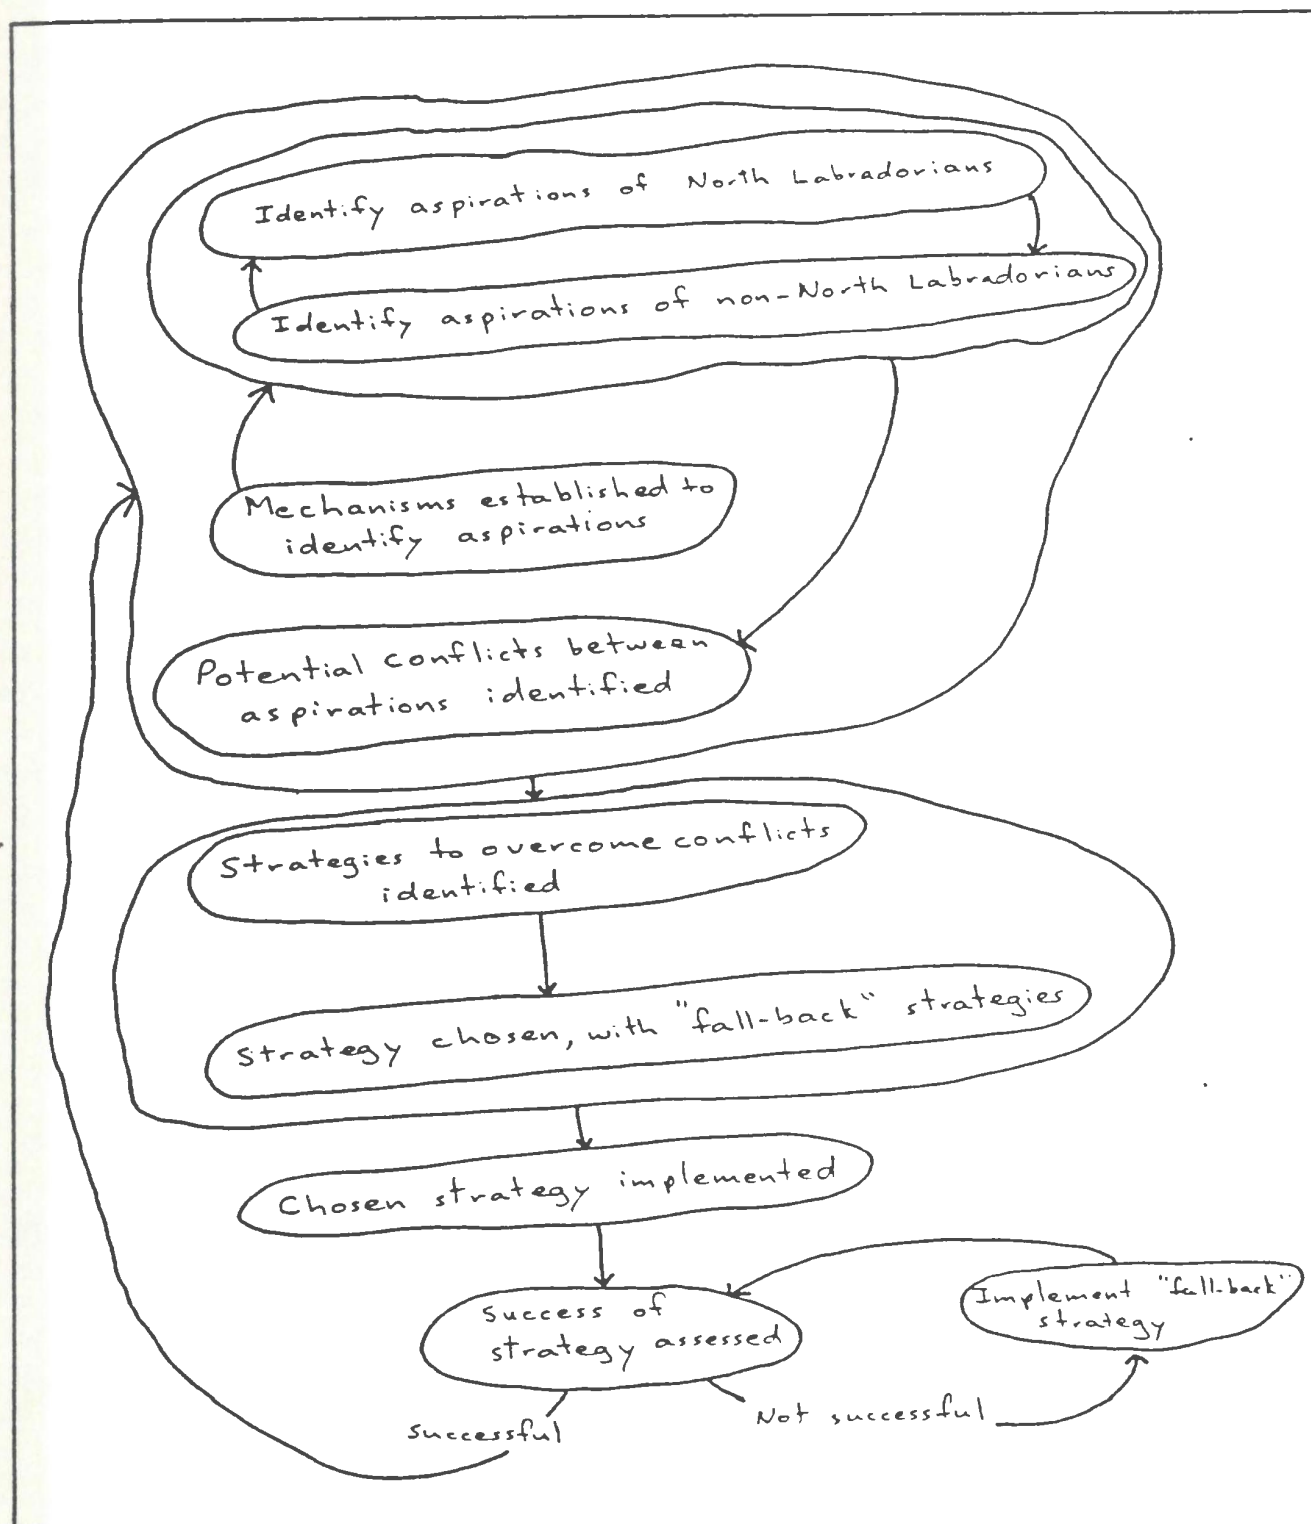 Identify aspirations of North Labradorians
Identify aspirations of non-North Labradorians
Mechanisms established to
identify aspirations
Potential conflicts between
aspirations identified
Strategies to overcome conflicts
identified
Strategy chosen, with "fall-back" strategies
Chosen strategy implemented
Success of
strategy assessed
Implement "fall-back"
strategy
Successful
Not successful